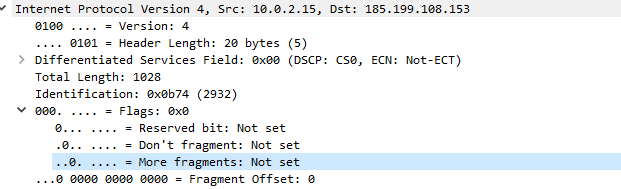 Internet Protocol Version 4, Src: 10.0.2.15, Dst: 185.199.108.153
0100 .... = Version: 4
.... 0101 = Header Length: 20 bytes (5)
Differentiated Services Field: 0x00 (DSCP: CS0, ECN: Not-ECT)
Total Length: 1028
Identification: 0x0b74 (2932)
000. .... = Flags: 0x0
0... .... = Reserved bit: Not set
.0.. .... = Don't fragment: Not set
..0. .... = More fragments: Not set
...0 0000 0000 0000 = Fragment Offset: 0